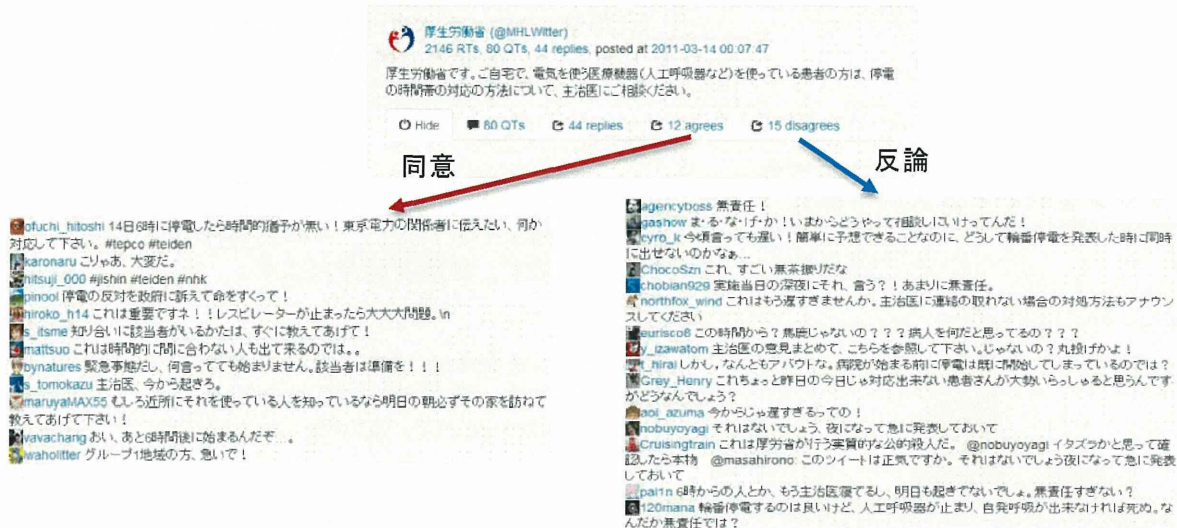 厚生労働省 (@MHLWitter)
2146 RTs, 80 QTs, 44 replies, posted at 2011-03-14 00:07:47
厚生労働省です。ご自宅で、電気を使う医療機器(人工呼吸器など)を使っている患者の方は、停電
の時間帯の対応の方法について、主治医にご相談ください。
Hide 80 QTs 44 replies 12 agrees 15 disagrees
同意
反論
ofuchi_hitoshi 14日6時に停電したら時間的猶予が無い!東京電力の関係者に伝えたい、何か
対応して下さい。 #tepco #teiden
karonaru こりゃあ、大変だ。
hitsuji_000 #jishin #teiden #nhk
pinool 停電の反対を政府に訴えて命をすくって!
hiroko_h14 これは重要ですネ!!レスピレーターが止まったら大大大問題。\n
s_itsme 知り合いに該当者がいるかたは、すぐに教えてあげて!
mattsuo これは時間的に間に合わない人も出て来るのでは。。
bynatures 緊急事態だし、何言ってても始まりません。該当者は準備を!!!
s_tomokazu 主治医、今から起きろ。
maruyaMAX55 むしろ近所にそれを使っている人を知っているなら明日の朝必ずその家を訪ねて
教えてあげて下さい!
vavachang おい、あと6時間後に始まるんだぞ…。
waholitter グループ1地域の方、急いで!
agencyboss 無責任!
gashow ま・る・な・げ・か!いまからどうやって相談しにいけってんだ!
cyro_k 今頃言っても遅い!簡単に予想できることなのに、どうして輪番停電を発表した時に同時
に出せないのかなぁ...
ChocoSzn これ、すごい無茶振りだな
chobian929 実施当日の深夜にそれ、言う?!あまりに無責任。
northfox_wind これはもう遅すぎませんか。主治医に連絡の取れない場合の対処方法もアナウン
スしてください
eurisco8 この時間から?馬鹿じゃないの???病人を何だと思ってるの???
y_izawatom 主治医の意見まとめて、こちらを参照して下さい。じゃないの?丸投げかよ!
t_hirai しかし、なんともアバウトな。病院が始まる前に停電は既に開始してしまっているのでは?
Grey_Henry これちょっと昨日の今日じゃ対応出来ない患者さんが大勢いらっしゃると思うんです
がどうなんでしょう?
aoi_azuma 今からじゃ遅すぎるっての!
nobuyoyagi それはないでしょう、夜になって急に発表しておいて
Cruisingtrain これは厚労省が行う実質的な公的殺人だ。 @nobuyoyagi イタズラかと思って確
認したら本物 @masahirono: このツイートは正気ですか。それはないでしょう夜になって急に発表
しておいて
pai1n 6時からの人とか、もう主治医寝てるし、明日も起きてないでしょ。無責任すぎない?
120mana 輪番停電するのは良いけど、人工呼吸器が止まり、自発呼吸が出来なければ死ぬ。な
んだか無責任では?